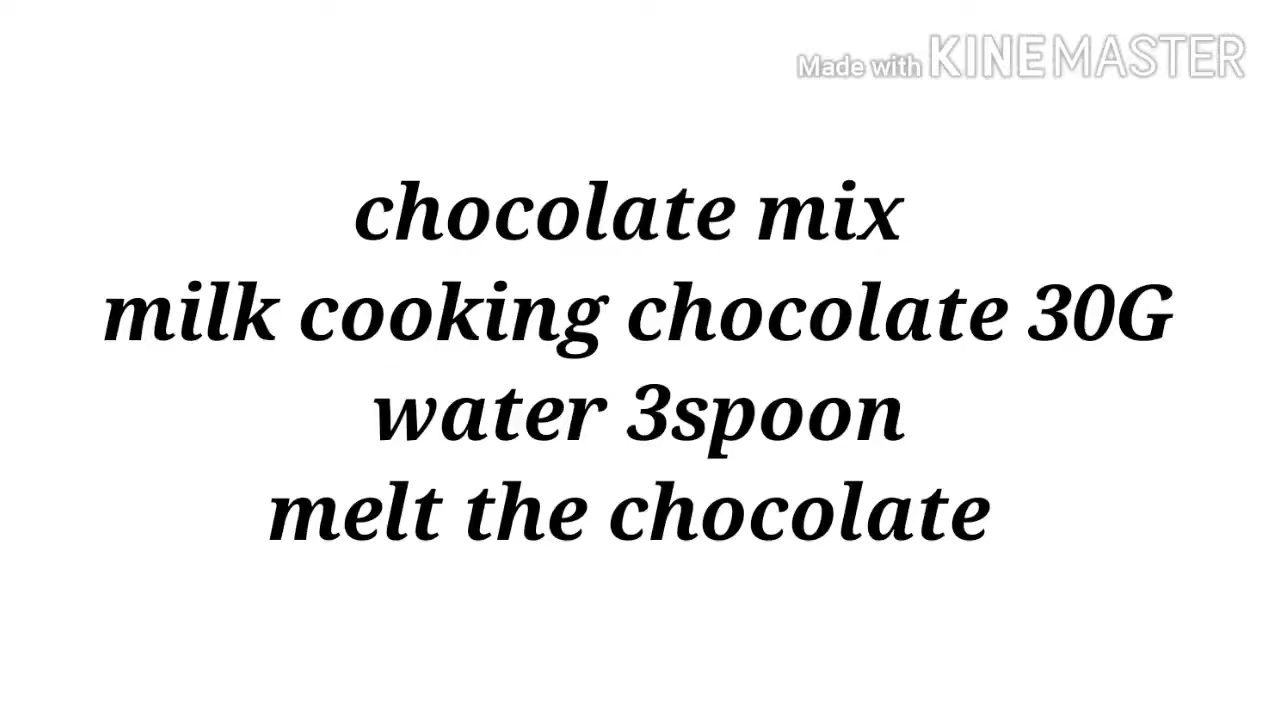 Made with KINEMASTER
chocolate mix
milk cooking chocolate 30G
water 3spoon
melt the chocolate